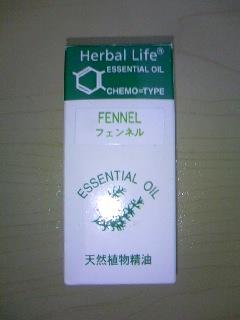 Herbal Life®
ESSENTIAL OIL
CHEMO=TYPE
FENNEL
フェンネル
ESSENTIAL OIL
天然植物精油